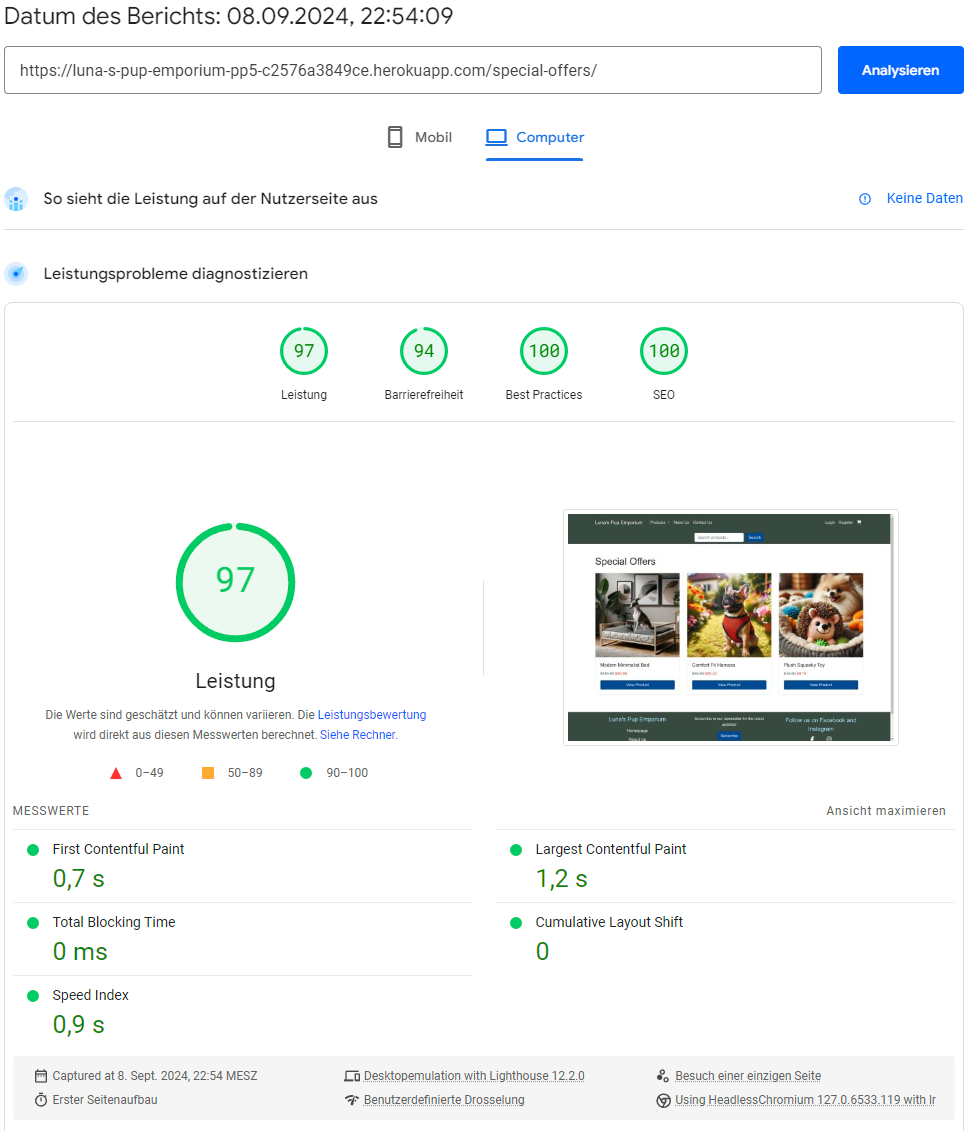 Datum des Berichts: 08.09.2024, 22:54:09
https://luna-s-pup-emporium-pp5-c2576a3849ce.herokuapp.com/special-offers/
Analysieren
Mobil
Computer
So sieht die Leistung auf der Nutzerseite aus
Keine Daten
Leistungsprobleme diagnostizieren
97
94
100
100
Leistung
Barrierefreiheit
Best Practices
SEO
97
Leistung
Die Werte sind geschätzt und können variieren. Die Leistungsbewertung
wird direkt aus diesen Messwerten berechnet. Siehe Rechner.
0–49
50–89
90–100
Luna's Pup Emporium Products About Us Contact Us Login Register
Search products... Search
Special Offers
Modern Minimalist Bed
Comfort Fit Harness
Plush Squeaky Toy
View Product
View Product
View Product
Luna's Pup Emporium
Homepage
About Us
Subscribe to our newsletter for the latest
updates!
Subscribe
Follow us on Facebook and
Instagram
MESSWERTE
Ansicht maximieren
First Contentful Paint
0,7 s
Largest Contentful Paint
1,2 s
Total Blocking Time
0 ms
Cumulative Layout Shift
0
Speed Index
0,9 s
Captured at 8. Sept. 2024, 22:54 MESZ
Desktopemulation with Lighthouse 12.2.0
Besuch einer einzigen Seite
Erster Seitenaufbau
Benutzerdefinierte Drosselung
Using HeadlessChromium 127.0.6533.119 with lr